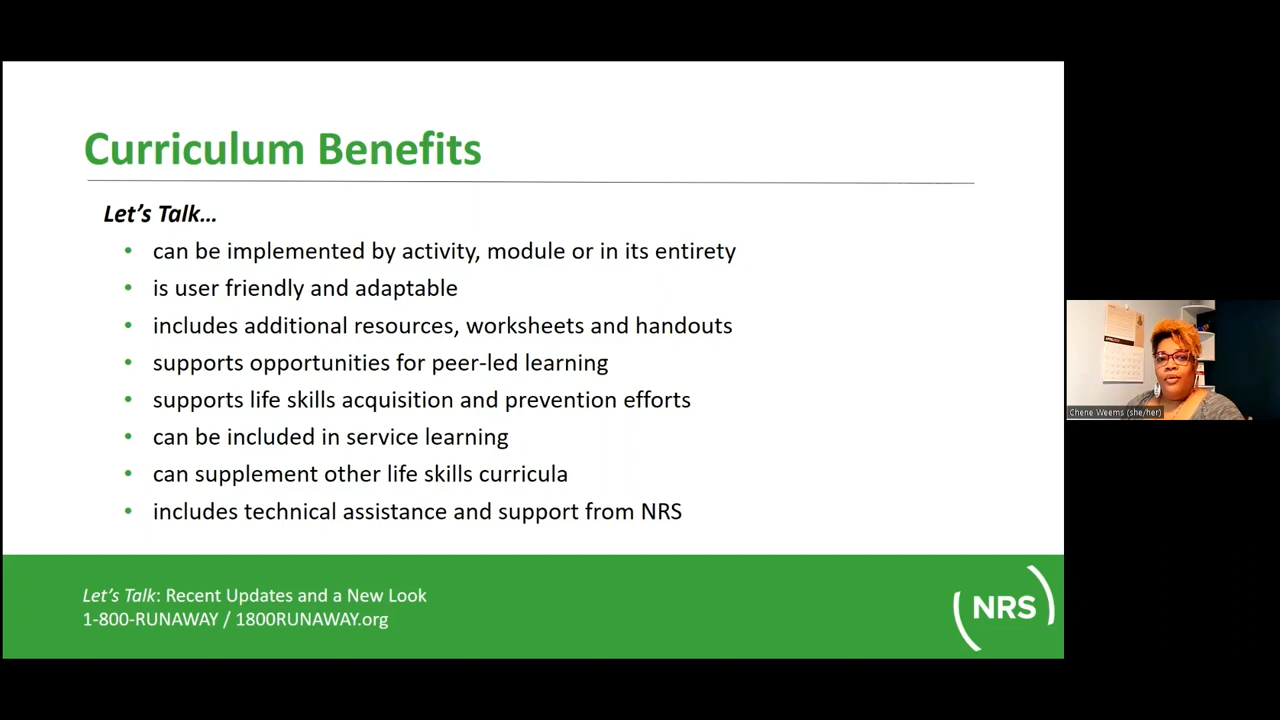 Curriculum Benefits
Let's Talk...
• can be implemented by activity, module or in its entirety
• is user friendly and adaptable
• includes additional resources, worksheets and handouts
• supports opportunities for peer-led learning
• supports life skills acquisition and prevention efforts
• can be included in service learning
• can supplement other life skills curricula
• includes technical assistance and support from NRS
Let's Talk: Recent Updates and a New Look
1-800-RUNAWAY / 1800RUNAWAY.org
NRS
Chene Weems (she/her)